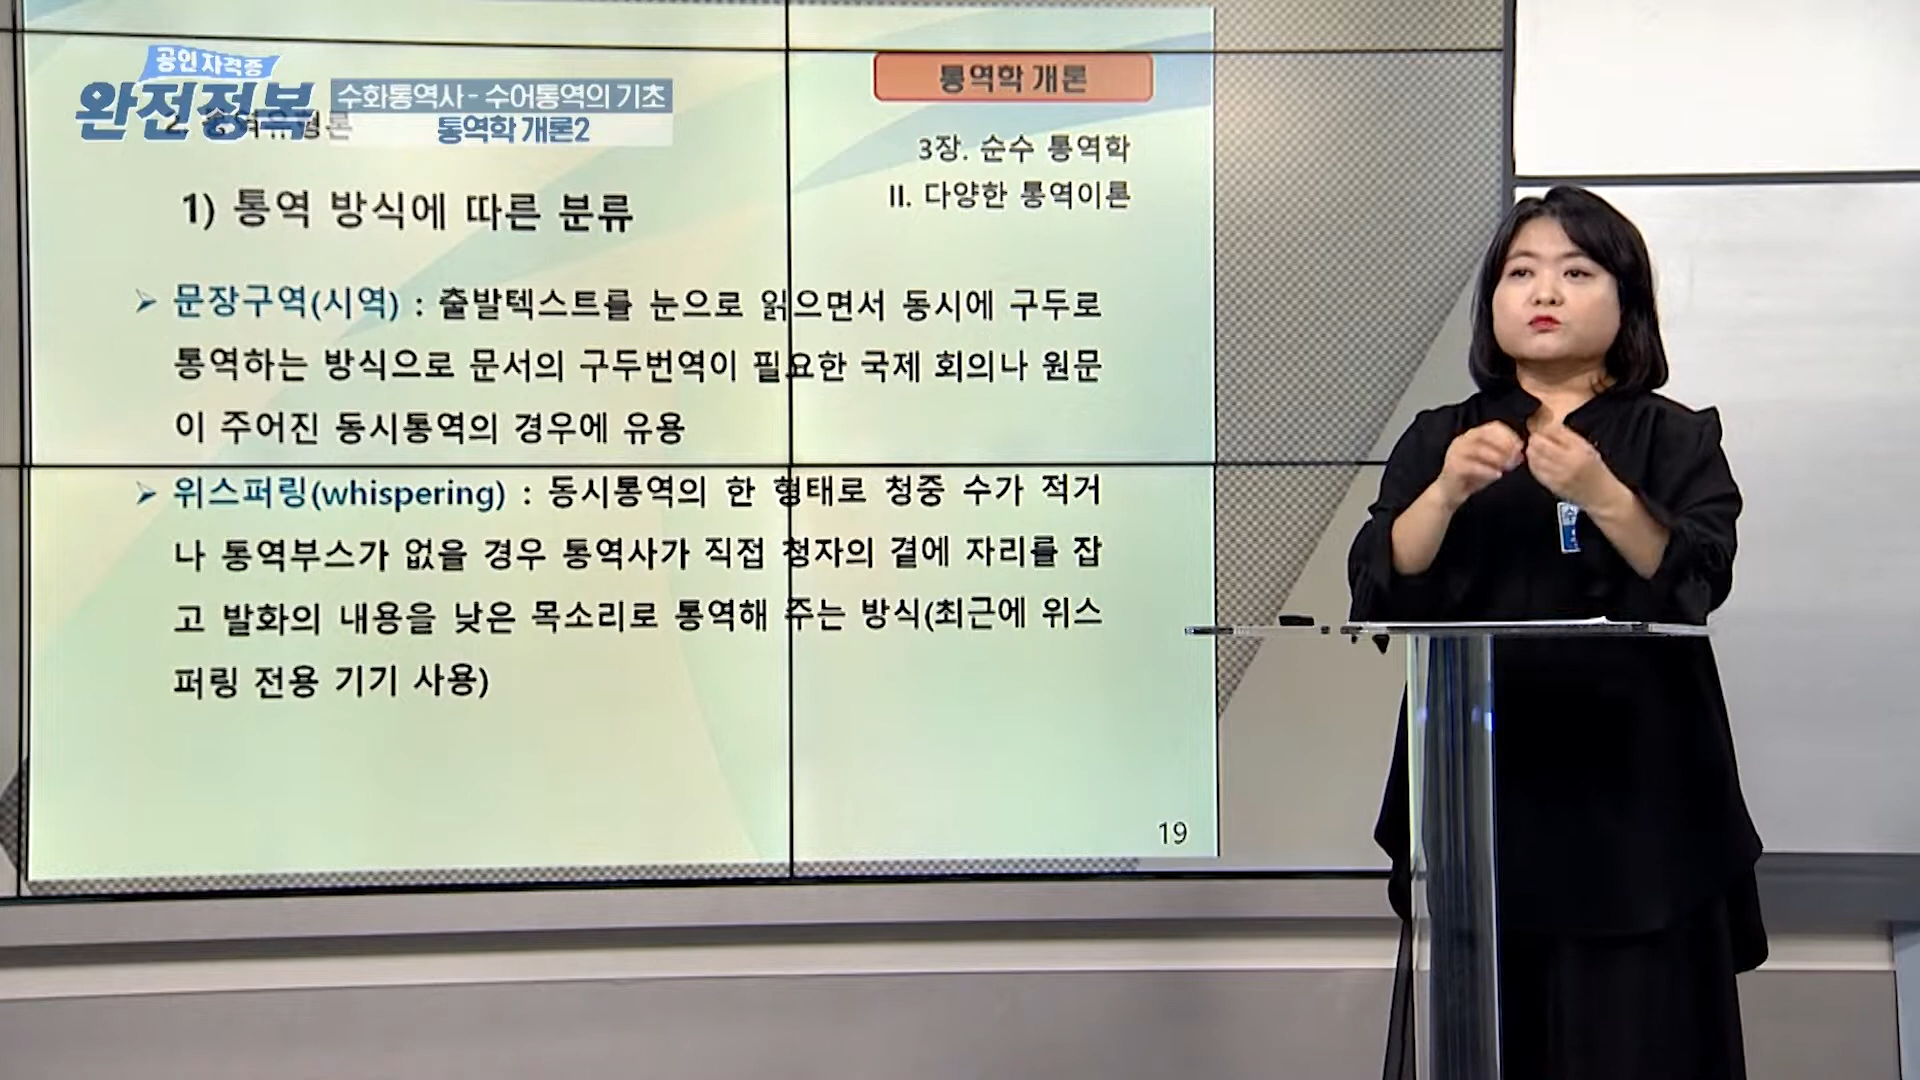 공인 자격증
완전정복
수화통역사 - 수어통역의 기초
통역학 개론2
통역학 개론
3장. 순수 통역학
II. 다양한 통역이론
1) 통역 방식에 따른 분류
➢ 문장구역(시역) : 출발텍스트를 눈으로 읽으면서 동시에 구두로
통역하는 방식으로 문서의 구두번역이 필요한 국제 회의나 원문
이 주어진 동시통역의 경우에 유용
➢ 위스퍼링(whispering) : 동시통역의 한 형태로 청중 수가 적거
나 통역부스가 없을 경우 통역사가 직접 청자의 곁에 자리를 잡
고 발화의 내용을 낮은 목소리로 통역해 주는 방식(최근에 위스
퍼링 전용 기기 사용)
19